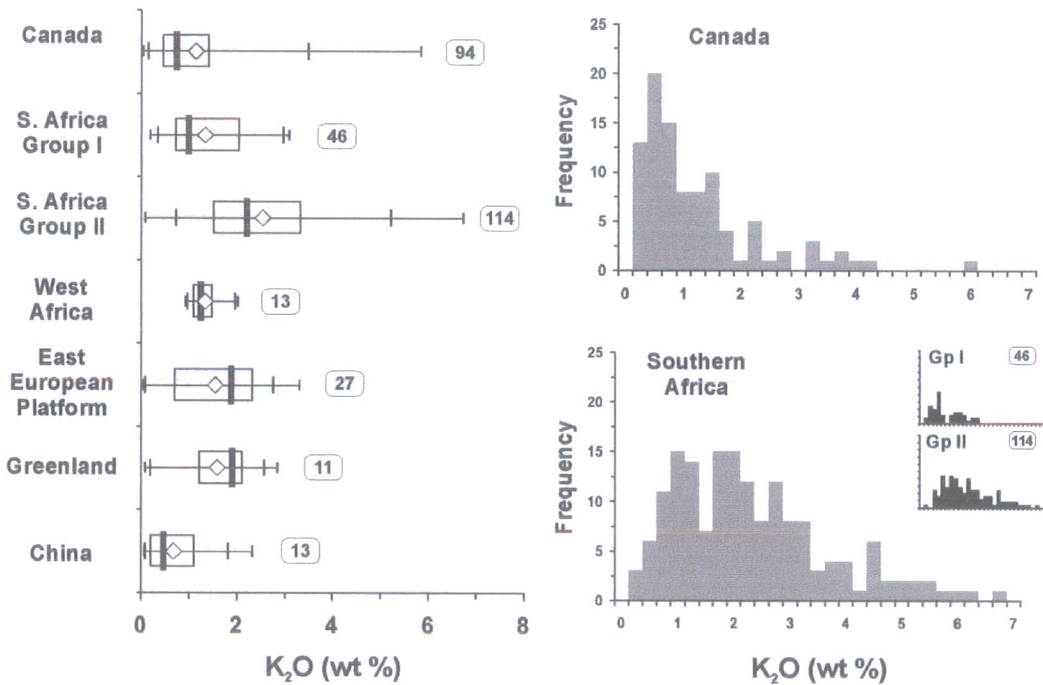 Canada
94
S. Africa
Group I
46
S. Africa
Group II
114
West
Africa
13
East
European
Platform
27
Greenland
11
China
13
0 2 4 6 8
K₂O (wt %)
Frequency
25
20
15
10
5
0
Canada
0 1 2 3 4 5 6 7
Frequency
25
20
15
10
5
0
Southern
Africa
Gp I 46
Gp II 114
0 1 2 3 4 5 6 7
K₂O (wt %)